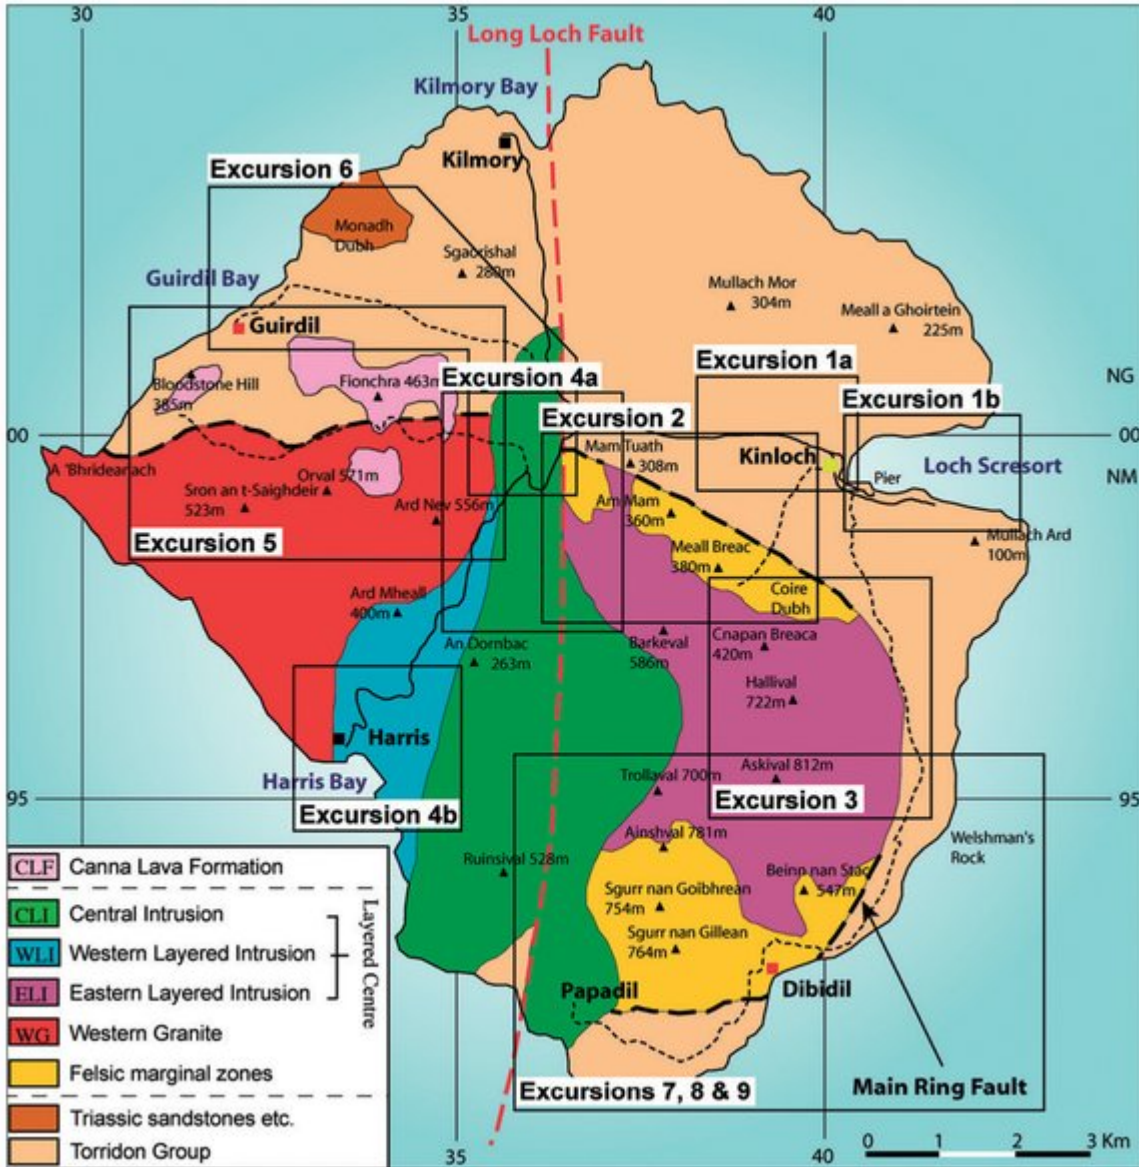 30
35
40
Long Loch Fault
Kilmory Bay
Kilmory
Excursion 6
Monadh
Dubh
Sgaorishal
280m
Guirdil Bay
Guirdil
Mullach Mor
304m
Meall a Ghoirtein
225m
Excursion 1a
NG
Bloodstone Hill
385m
Fionchra 463m
Excursion 4a
Excursion 1b
Excursion 2
00
00
Mam Tuath
308m
Kinloch
Loch Scresort
Pier
NM
A 'Bhrideanach
Orval 571m
Sron an t-Saighdeir
523m
Ard Nev 556m
Am Mam
360m
Excursion 5
Mullach Ard
100m
Meall Breac
380m
Coire
Dubh
Ard Mheall
400m
An Dornbac
263m
Barkeval
586m
Cnapan Breaca
420m
Hallival
722m
Harris
Harris Bay
Trollaval 700m
Askival 812m
95
95
Excursion 4b
Excursion 3
Ainshval 781m
Welshman's
Rock
Ruinsival 528m
Beinn nan Stac
547m
Sgurr nan Goibhrean
754m
Sgurr nan Gillean
764m
Papadil
Dibidil
Excursions 7, 8 & 9
Main Ring Fault
CLF Canna Lava Formation
CLI Central Intrusion
WLI Western Layered Intrusion
ELI Eastern Layered Intrusion
Layered Centre
WG Western Granite
Felsic marginal zones
Triassic sandstones etc.
Torridon Group
35
40
0 1 2 3 Km